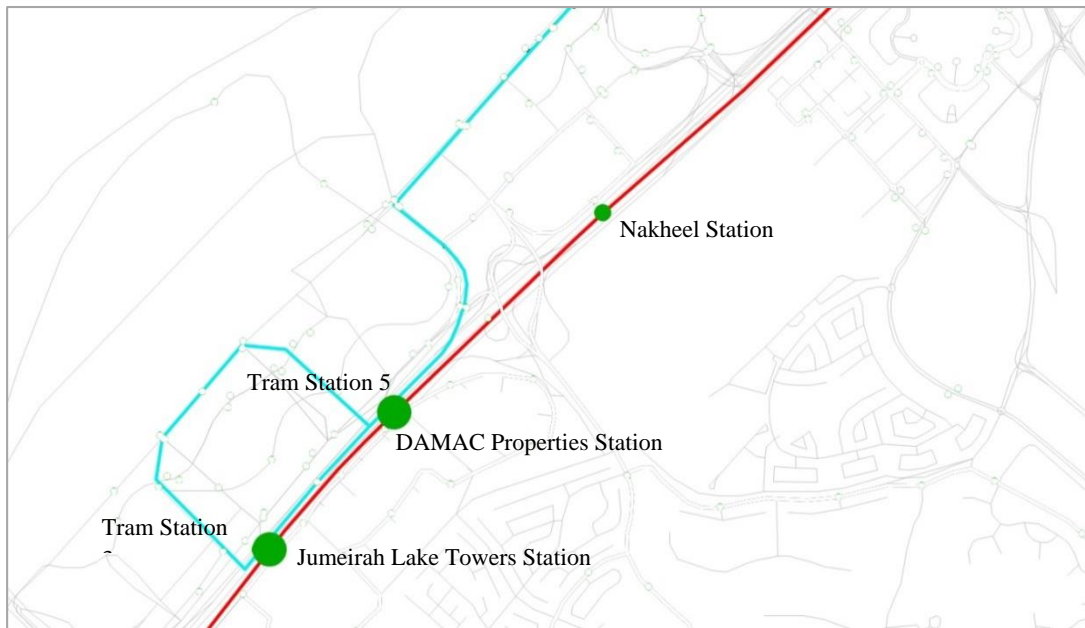 Nakheel Station
Tram Station 5
DAMAC Properties Station
Tram Station
Jumeirah Lake Towers Station